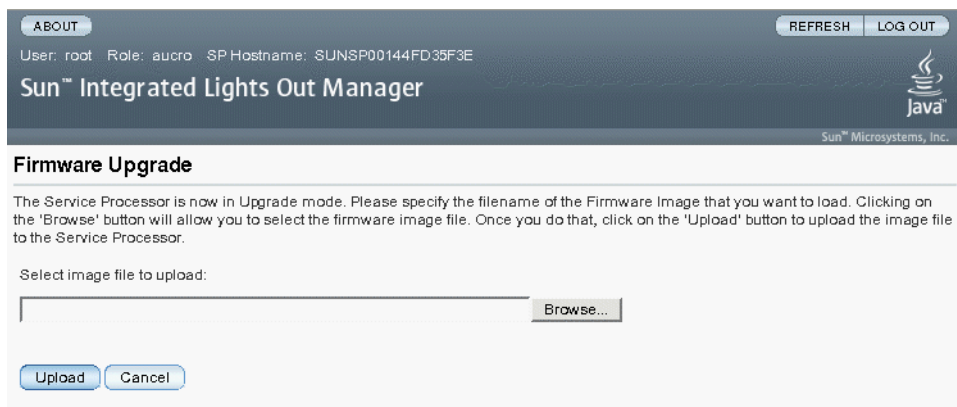 ABOUT REFRESH LOG OUT
User: root Role: aucro SP Hostname: SUNSP00144FD35F3E
Sun™ Integrated Lights Out Manager
Java™
Sun™ Microsystems, Inc.
Firmware Upgrade
The Service Processor is now in Upgrade mode. Please specify the filename of the Firmware Image that you want to load. Clicking on
the 'Browse' button will allow you to select the firmware image file. Once you do that, click on the 'Upload' button to upload the image file
to the Service Processor.
Select image file to upload:
Browse...
Upload Cancel